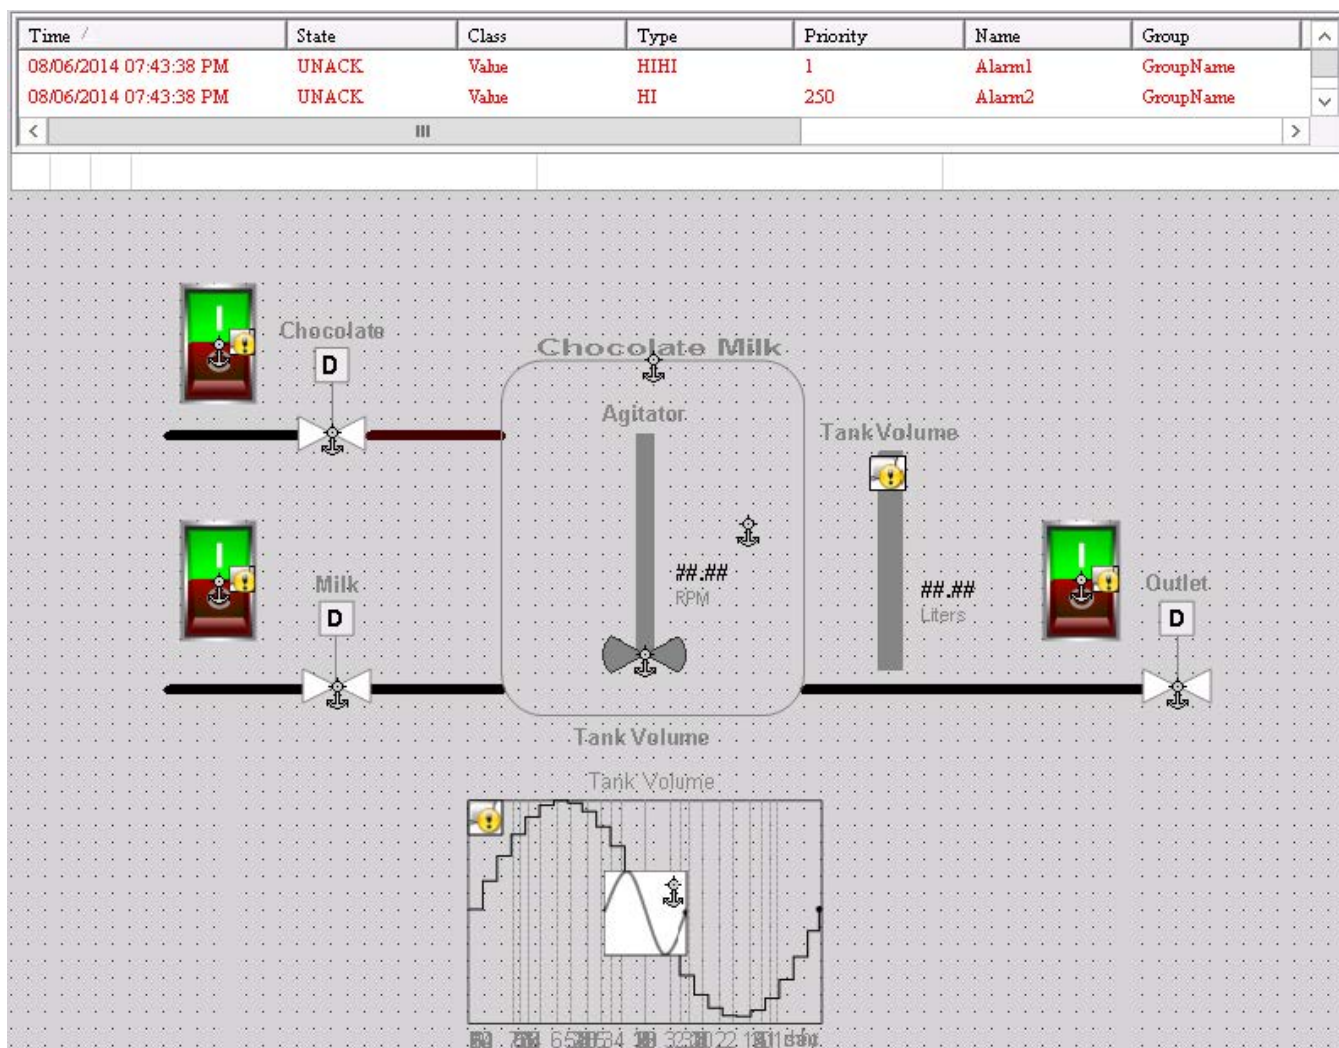 Time / State Class Type Priority Name Group
08/06/2014 07:43:38 PM UNACK Value HIHI 1 Alarm1 GroupName
08/06/2014 07:43:38 PM UNACK Value HI 250 Alarm2 GroupName
Chocolate
D
Chocolate Milk
Agitator
TankVolume
##.##
RPM
Milk
D
##.##
Liters
Outlet
D
Tank Volume
Tank Volume